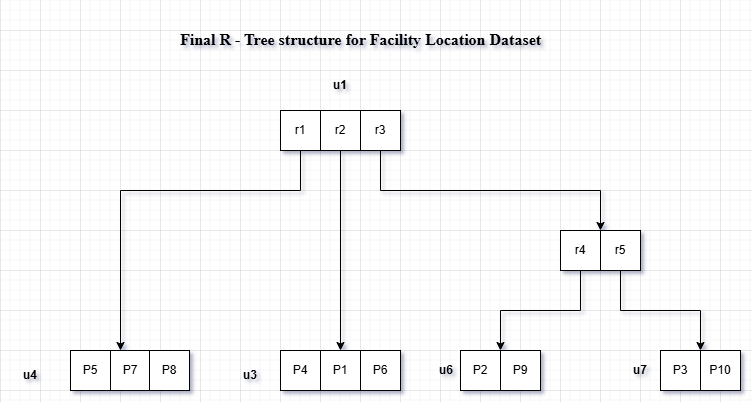 Final R - Tree structure for Facility Location Dataset
u1
r1 r2 r3
r4 r5
u4 P5 P7 P8 u3 P4 P1 P6 u6 P2 P9 u7 P3 P10